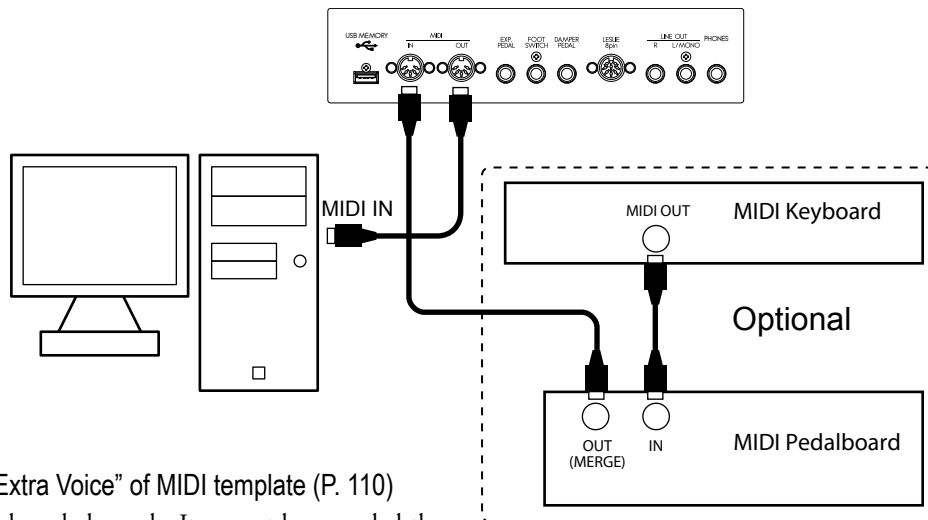 USB MEMORY
MIDI
IN OUT
EXP. PEDAL
FOOT SWITCH
DAMPER PEDAL
LESLIE 8pin
LINE OUT
R L/MONO
PHONES
MIDI IN
MIDI OUT
MIDI Keyboard
Optional
OUT
(MERGE)
IN
MIDI Pedalboard
Extra Voice” of MIDI template (P. 110)